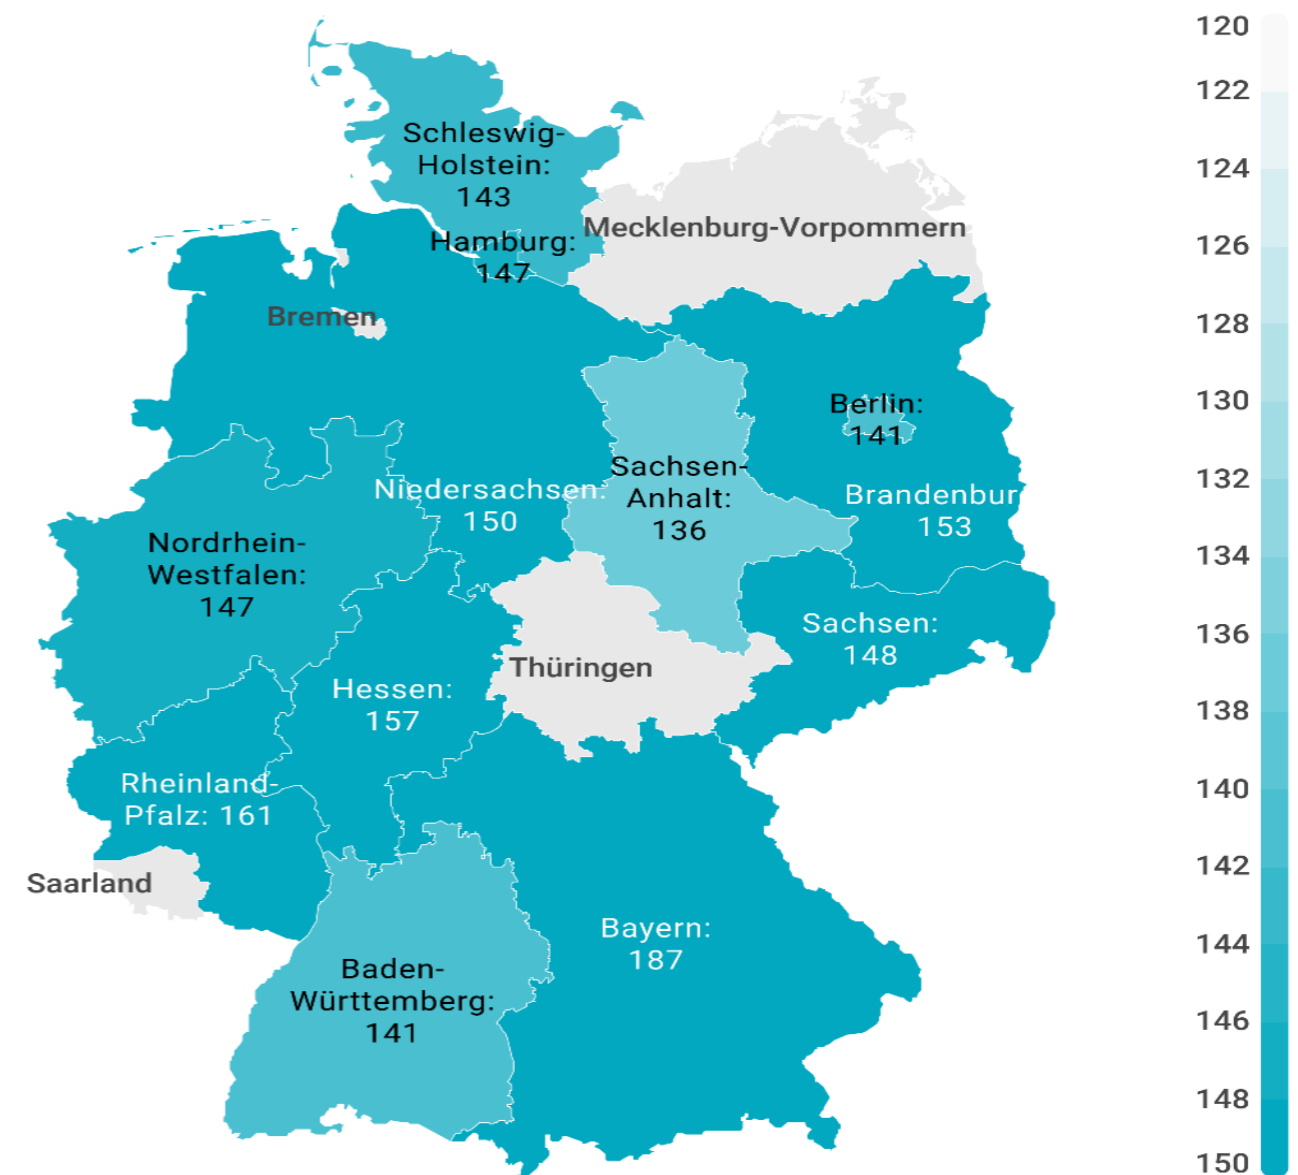 Schleswig-
Holstein:
143
Mecklenburg-Vorpommern
Hamburg:
147
Bremen
Berlin:
141
Sachsen-
Anhalt:
136
Niedersachsen:
150
Brandenbur
153
Nordrhein-
Westfalen:
147
Sachsen:
148
Thüringen
Hessen:
157
Rheinland-
Pfalz: 161
Saarland
Bayern:
187
Baden-
Württemberg:
141
120
122
124
126
128
130
132
134
136
138
140
142
144
146
148
150